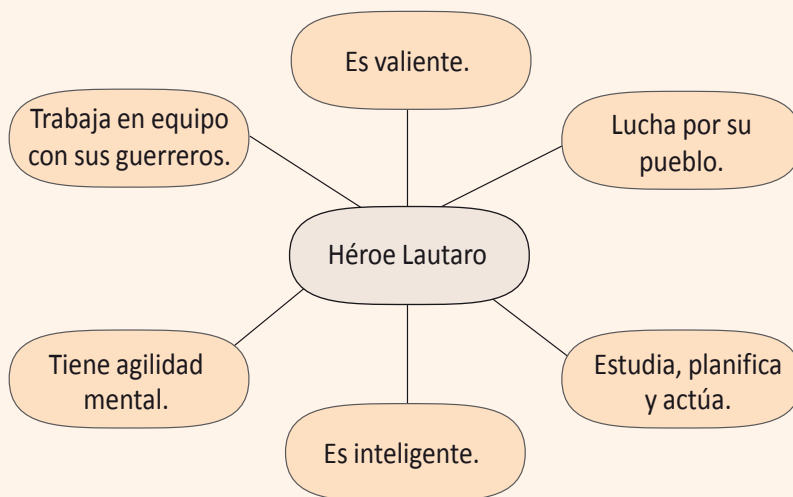 Es valiente.
Trabaja en equipo
con sus guerreros.
Lucha por su
pueblo.
Héroe Lautaro
Tiene agilidad
mental.
Estudia, planifica
y actúa.
Es inteligente.